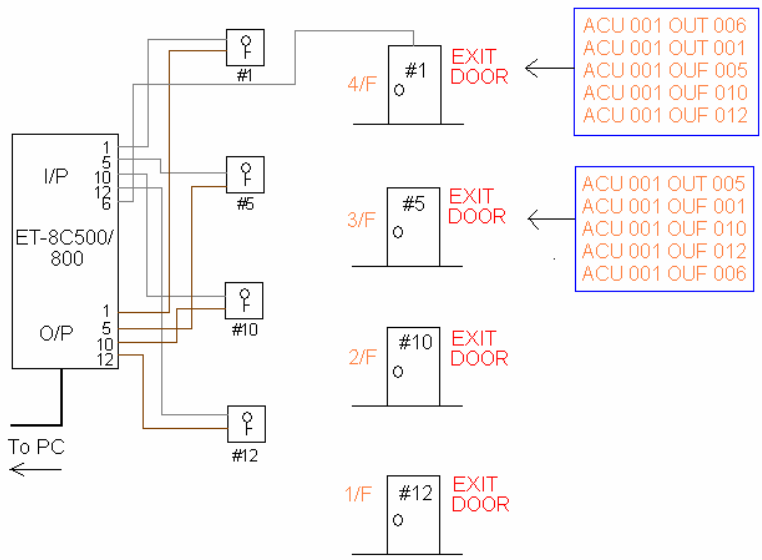 #1
4/F
#1
EXIT
DOOR
ACU 001 OUT 006
ACU 001 OUT 001
ACU 001 OUF 005
ACU 001 OUF 010
ACU 001 OUF 012
I/P
1
5
10
12
6
ET-8C500/
800
O/P
1
5
10
12
To PC
#5
3/F
#5
EXIT
DOOR
ACU 001 OUT 005
ACU 001 OUF 001
ACU 001 OUF 010
ACU 001 OUF 012
ACU 001 OUF 006
#10
2/F
#10
EXIT
DOOR
#12
1/F
#12
EXIT
DOOR